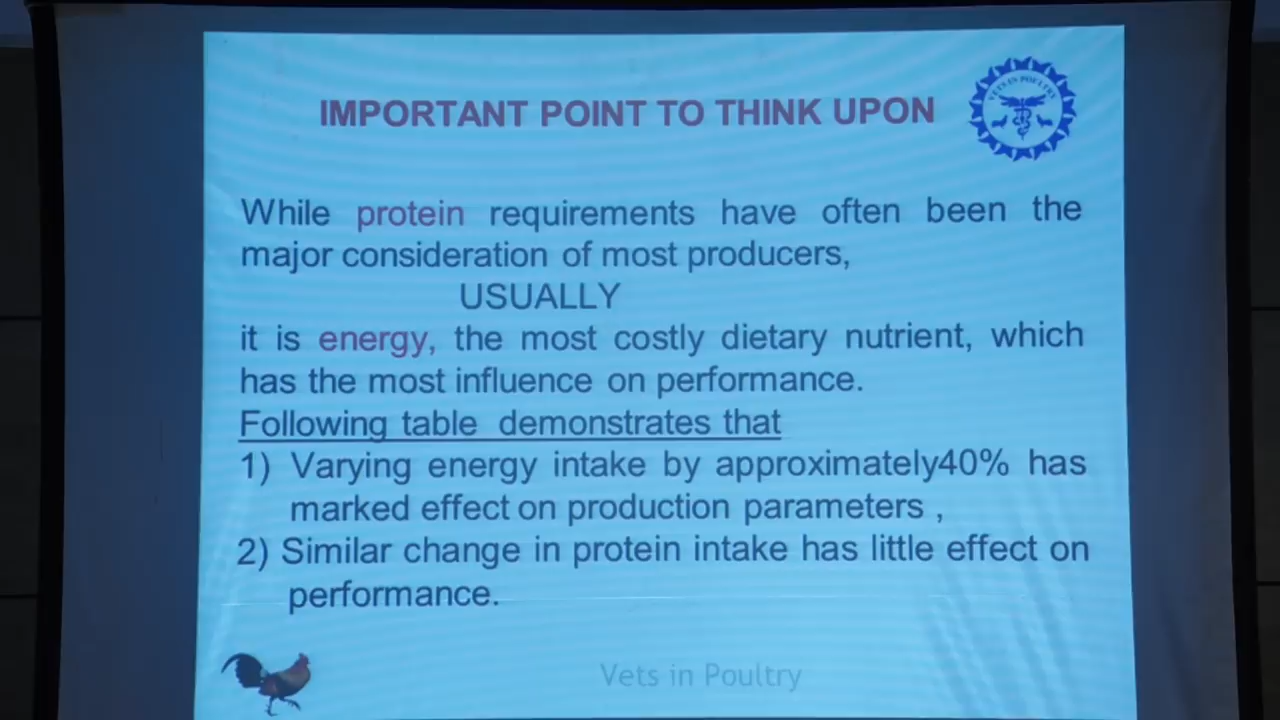 IMPORTANT POINT TO THINK UPON
VETS IN POULTRY
While protein requirements have often been the
major consideration of most producers,
USUALLY
it is energy, the most costly dietary nutrient, which
has the most influence on performance.
Following table demonstrates that
1) Varying energy intake by approximately40% has
marked effect on production parameters ,
2) Similar change in protein intake has little effect on
performance.
Vets in Poultry